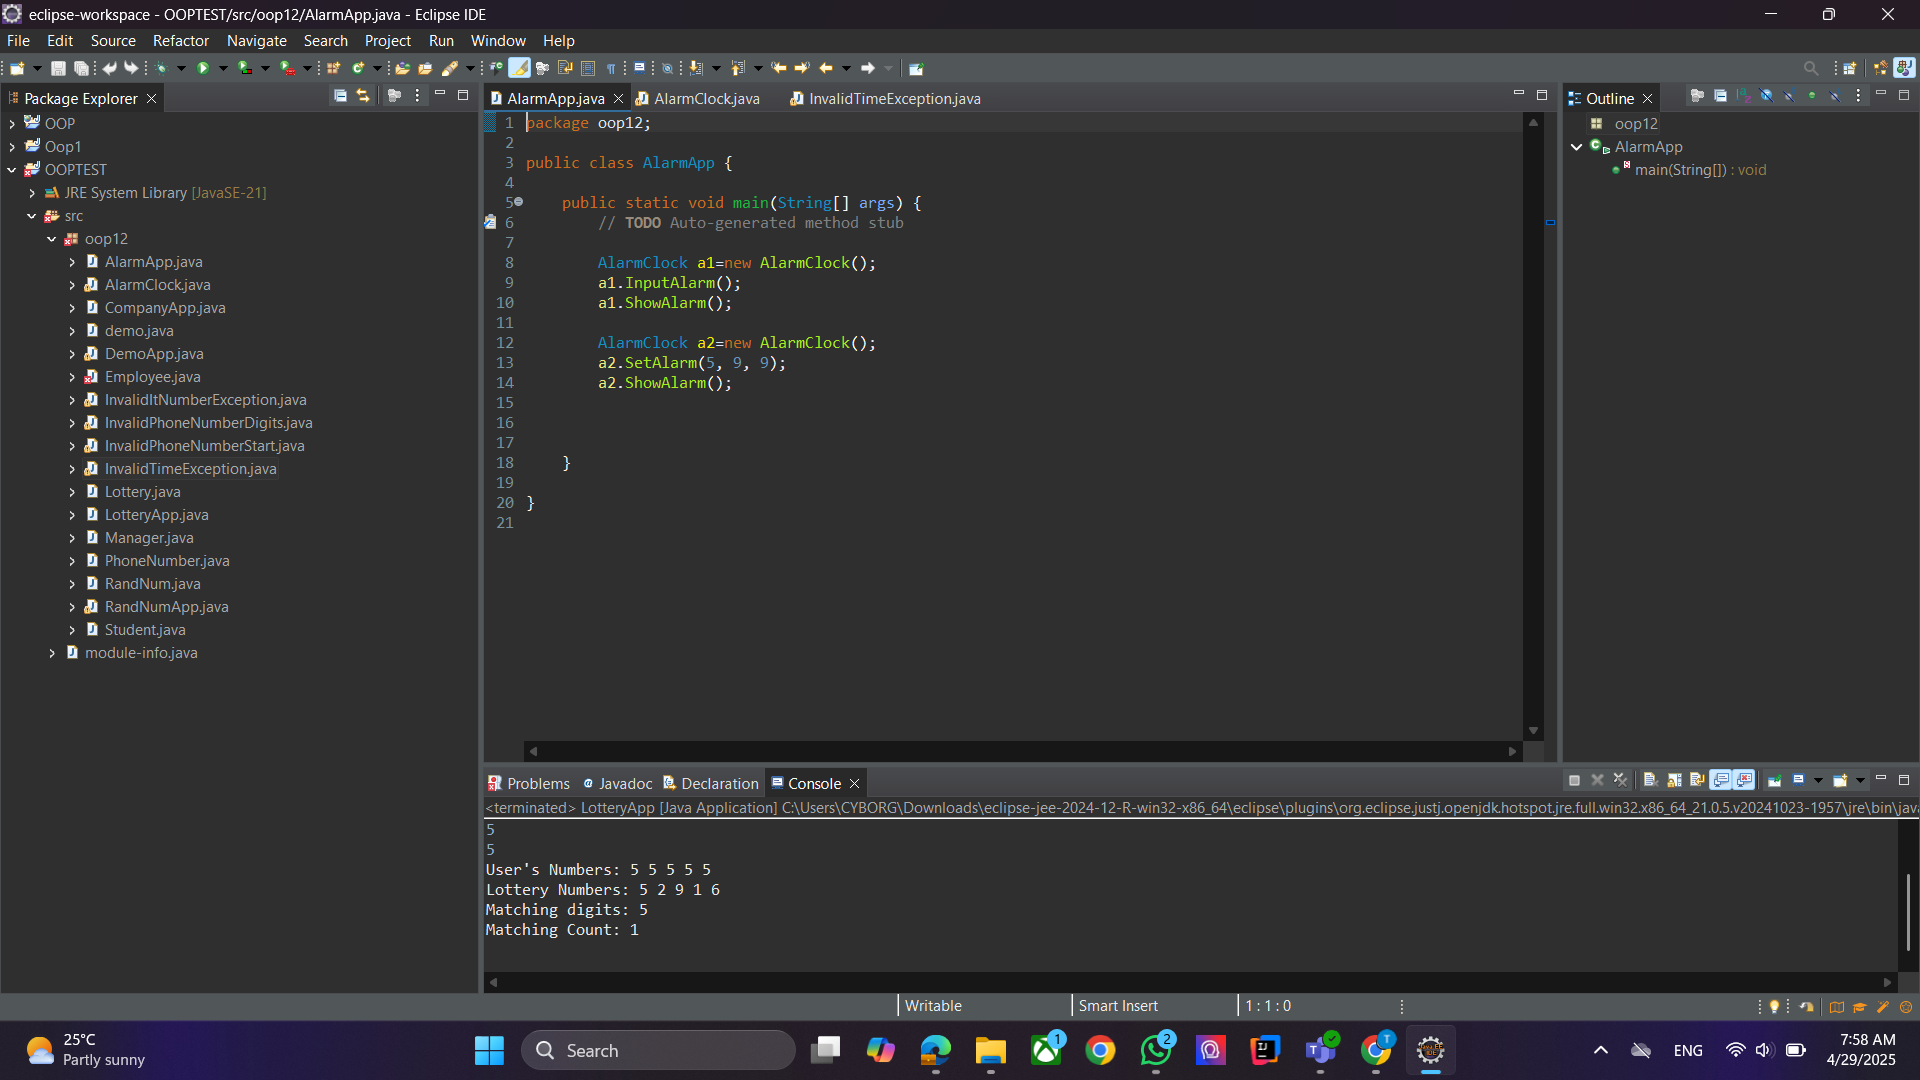 eclipse-workspace - OOPTEST/src/oop12/AlarmApp.java - Eclipse IDE
File Edit Source Refactor Navigate Search Project Run Window Help
Package Explorer
OOP
Oop1
OOPTEST
JRE System Library [JavaSE-21]
src
oop12
AlarmApp.java
AlarmClock.java
CompanyApp.java
demo.java
DemoApp.java
Employee.java
InvalidItNumberException.java
InvalidPhoneNumberDigits.java
InvalidPhoneNumberStart.java
InvalidTimeException.java
Lottery.java
LotteryApp.java
Manager.java
PhoneNumber.java
RandNum.java
RandNumApp.java
Student.java
module-info.java
AlarmApp.java AlarmClock.java InvalidTimeException.java
1 package oop12;
2
3 public class AlarmApp {
4
5 public static void main(String[] args) {
6 // TODO Auto-generated method stub
7
8 AlarmClock a1=new AlarmClock();
9 a1.InputAlarm();
10 a1.ShowAlarm();
11
12 AlarmClock a2=new AlarmClock();
13 a2.SetAlarm(5, 9, 9);
14 a2.ShowAlarm();
15
16
17
18 }
19
20 }
21
Outline
oop12
AlarmApp
main(String[]) : void
Problems Javadoc Declaration Console
<terminated> LotteryApp [Java Application] C:\Users\CYBORG\Downloads\eclipse-jee-2024-12-R-win32-x86_64\eclipse\plugins\org.eclipse.justj.openjdk.hotspot.jre.full.win32.x86_64_21.0.5.v20241023-1957\jre\bin\java
5
5
User's Numbers: 5 5 5 5 5
Lottery Numbers: 5 2 9 1 6
Matching digits: 5
Matching Count: 1
Writable Smart Insert 1 : 1 : 0
25°C
Partly sunny
Search
1
2
T
ENG
7:58 AM
4/29/2025